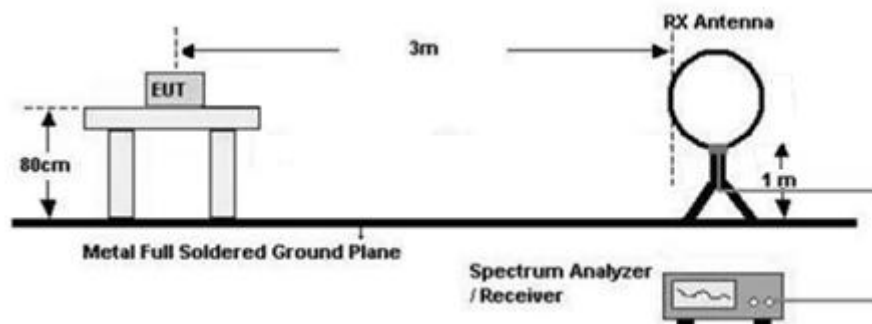 RX Antenna
3m
EUT
80cm
1 m
Metal Full Soldered Ground Plane
Spectrum Analyzer
/ Receiver